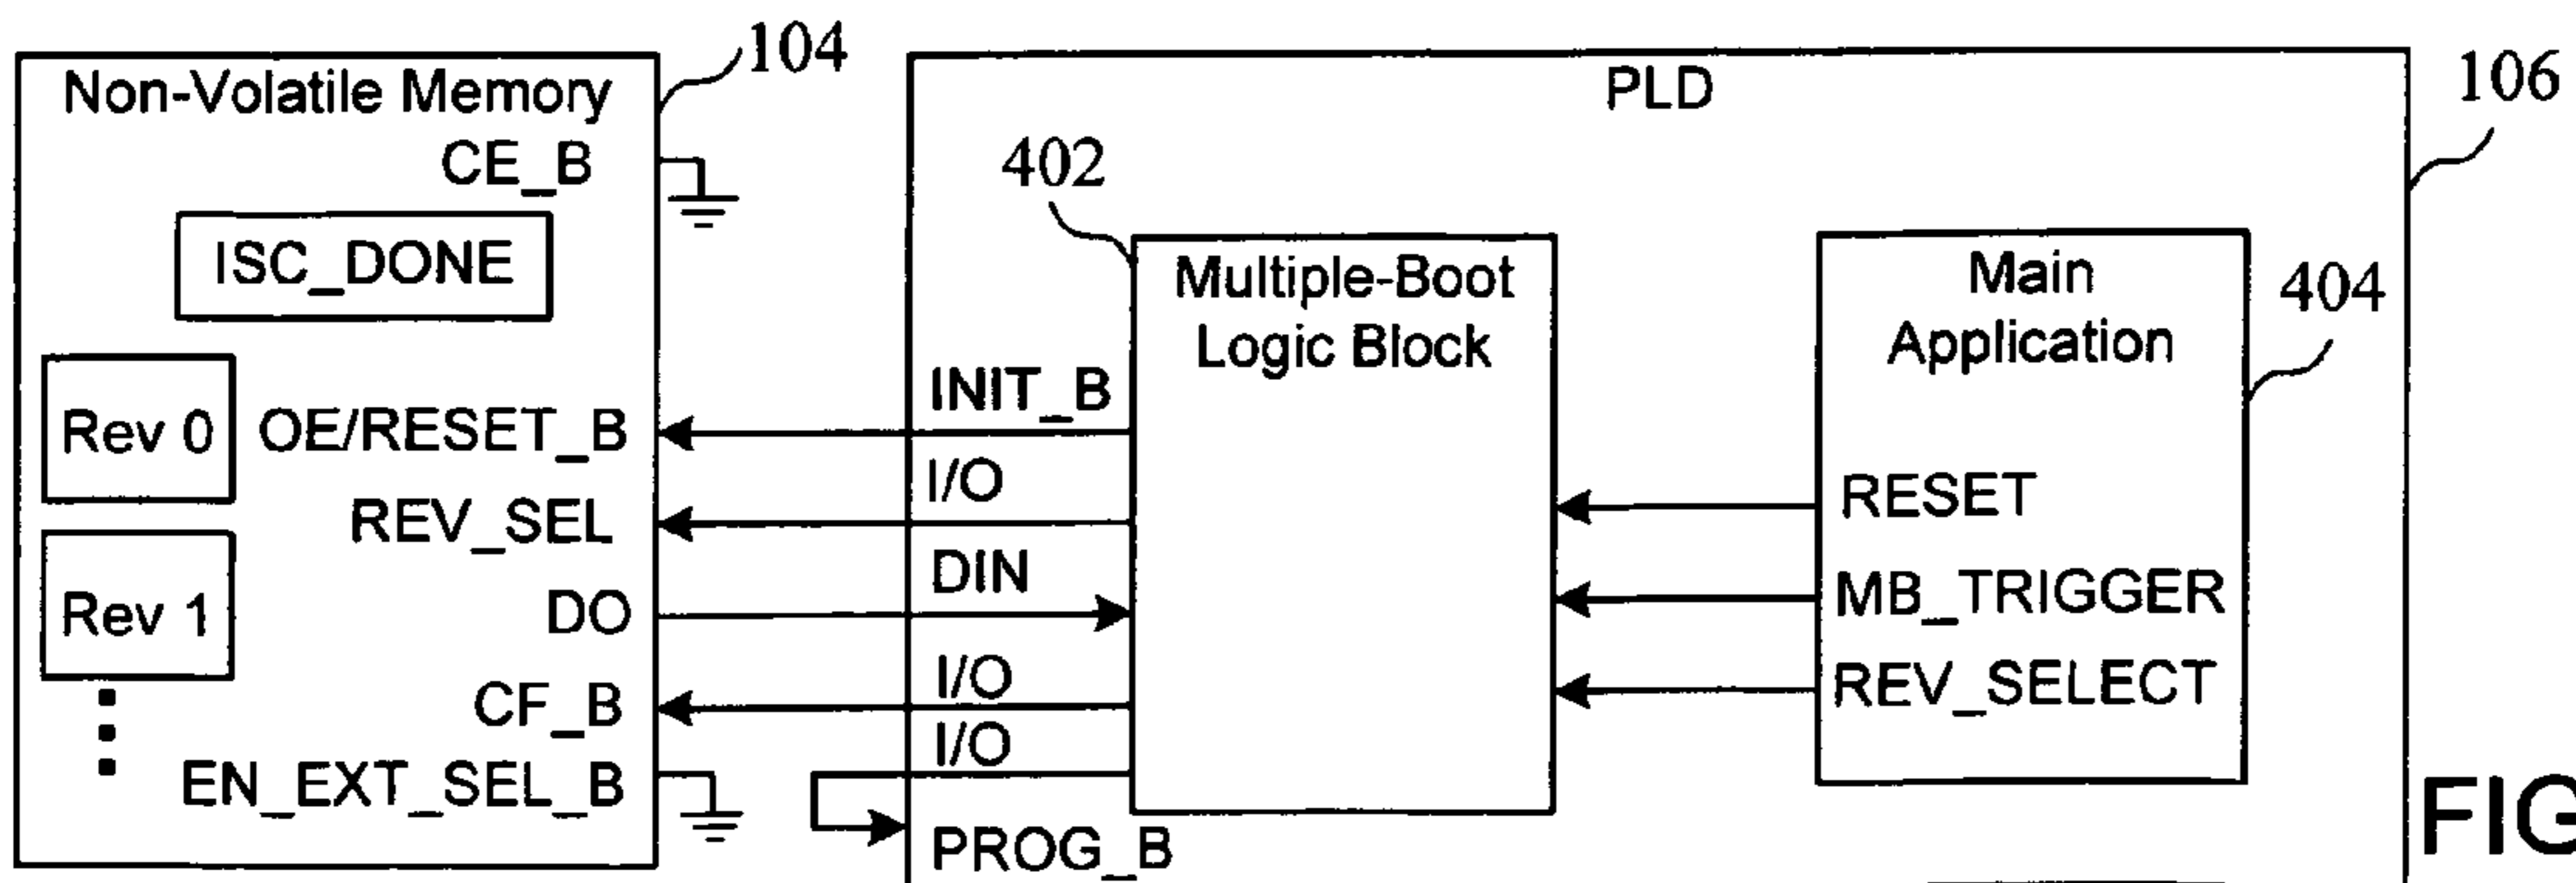 104
Non-Volatile Memory
CE_B
ISC_DONE
Rev 0
OE/RESET_B
REV_SEL
Rev 1
DO
CF_B
EN_EXT_SEL_B
PLD
106
402
Multiple-Boot
Logic Block
INIT_B
I/O
DIN
I/O
I/O
PROG_B
Main
Application
404
RESET
MB_TRIGGER
REV_SELECT
FIG